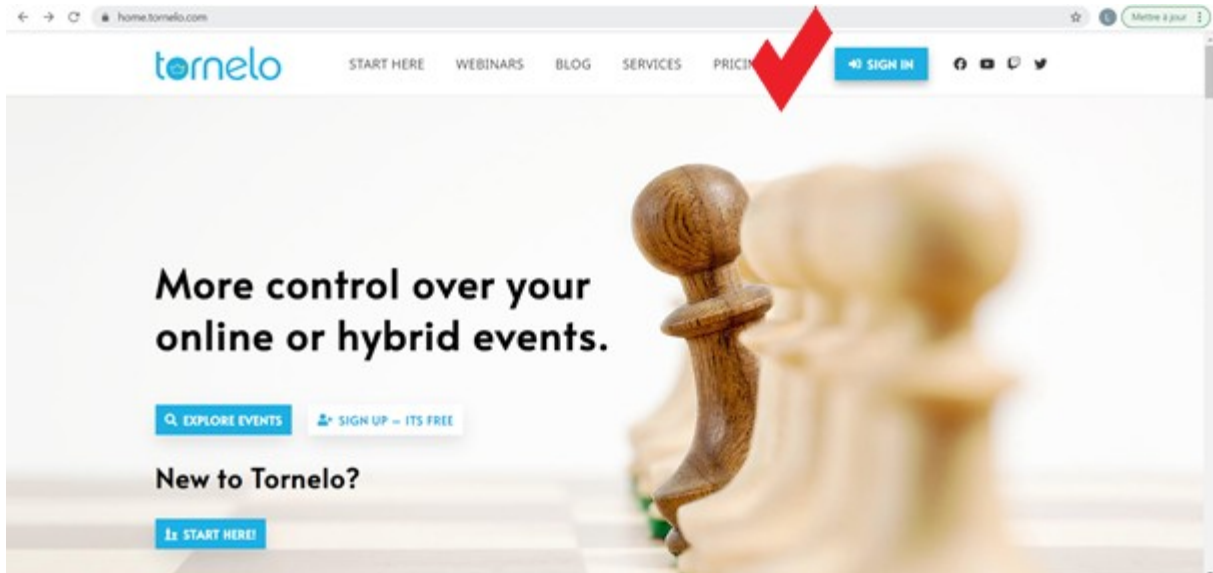 home.tornelo.com
L
Mettre à jour
tornelo
START HERE
WEBINARS
BLOG
SERVICES
SIGN IN
More control over your
online or hybrid events.
EXPLORE EVENTS
SIGN UP – ITS FREE
New to Tornelo?
START HERE!